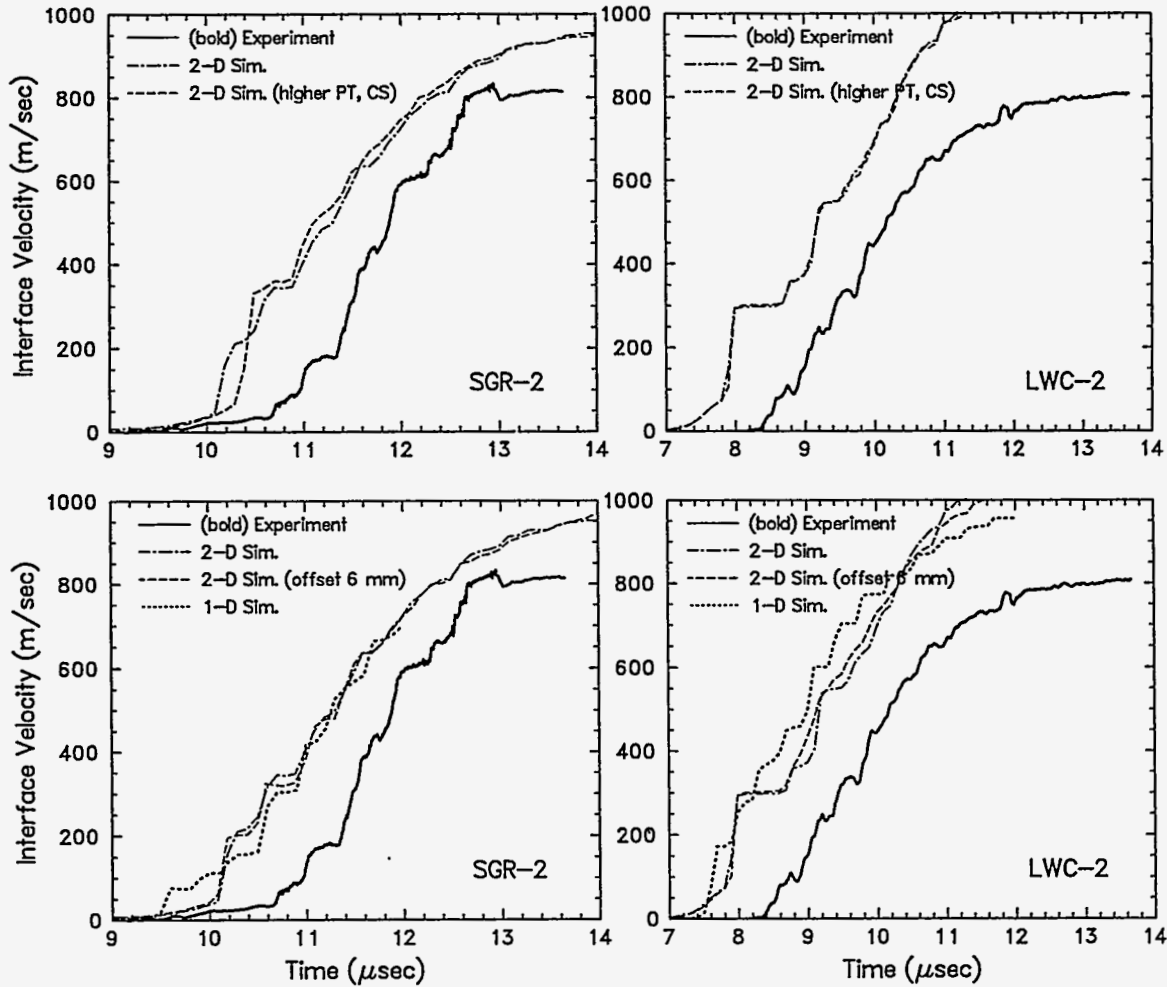 1000
800
600
400
200
0
Interface Velocity (m/sec)
(bold) Experiment
2-D Sim.
2-D Sim. (higher PT, CS)
SGR-2
9 10 11 12 13 14
1000
800
600
400
200
0
(bold) Experiment
2-D Sim.
2-D Sim. (higher PT, CS)
LWC-2
7 8 9 10 11 12 13 14
1000
800
600
400
200
0
Interface Velocity (m/sec)
(bold) Experiment
2-D Sim.
2-D Sim. (offset 6 mm)
1-D Sim.
SGR-2
9 10 11 12 13 14
Time (μsec)
1000
800
600
400
200
0
(bold) Experiment
2-D Sim.
2-D Sim. (offset 6 mm)
1-D Sim.
LWC-2
7 8 9 10 11 12 13 14
Time (μsec)